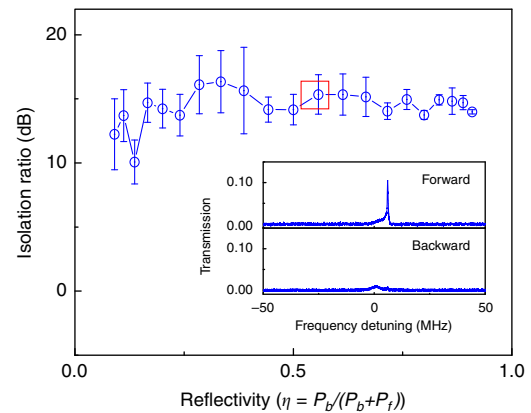 20
10
0
Isolation ratio (dB)
0.0
0.5
1.0
Reflectivity (η = P_b/(P_b+P_f))
0.10
0.00
Forward
0.10
0.00
Backward
Transmission
−50
0
50
Frequency detuning (MHz)